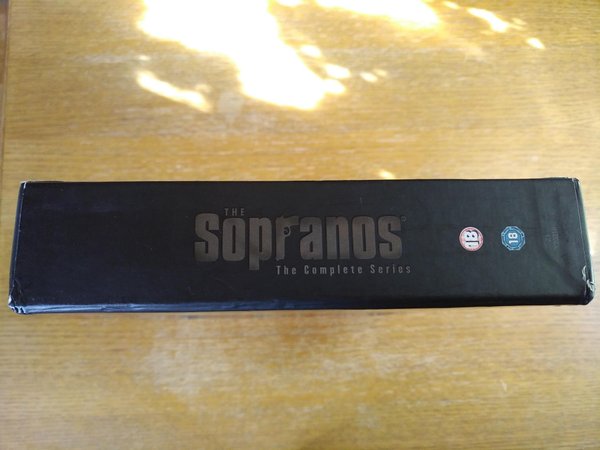 THE
Sopranos
The Complete Series
18
18